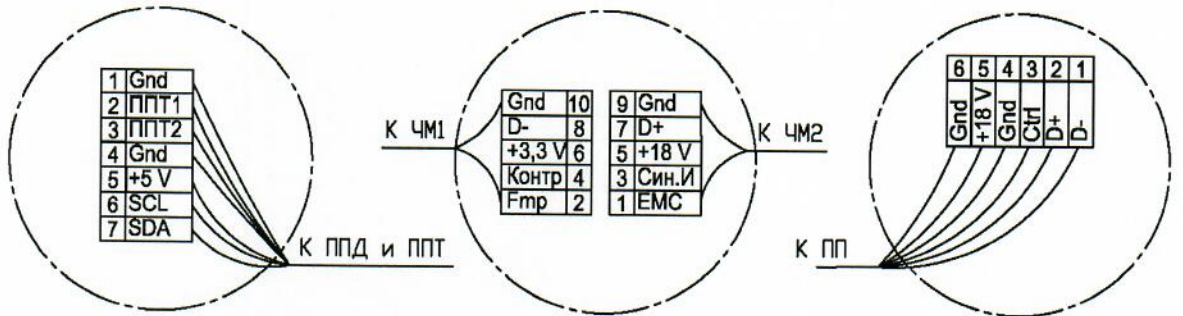 1 Gnd
2 ППТ1
3 ППТ2
4 Gnd
5 +5 V
6 SCL
7 SDA
К ППД и ППТ
К ЧМ1
Gnd 10
D- 8
+3,3 V 6
Контр 4
Fmp 2
9 Gnd
7 D+
5 +18 V
3 Син.И
1 EMC
К ЧМ2
6 5 4 3 2 1
Gnd
+18 V
Gnd
Ctrl
D+
D-
К ПП